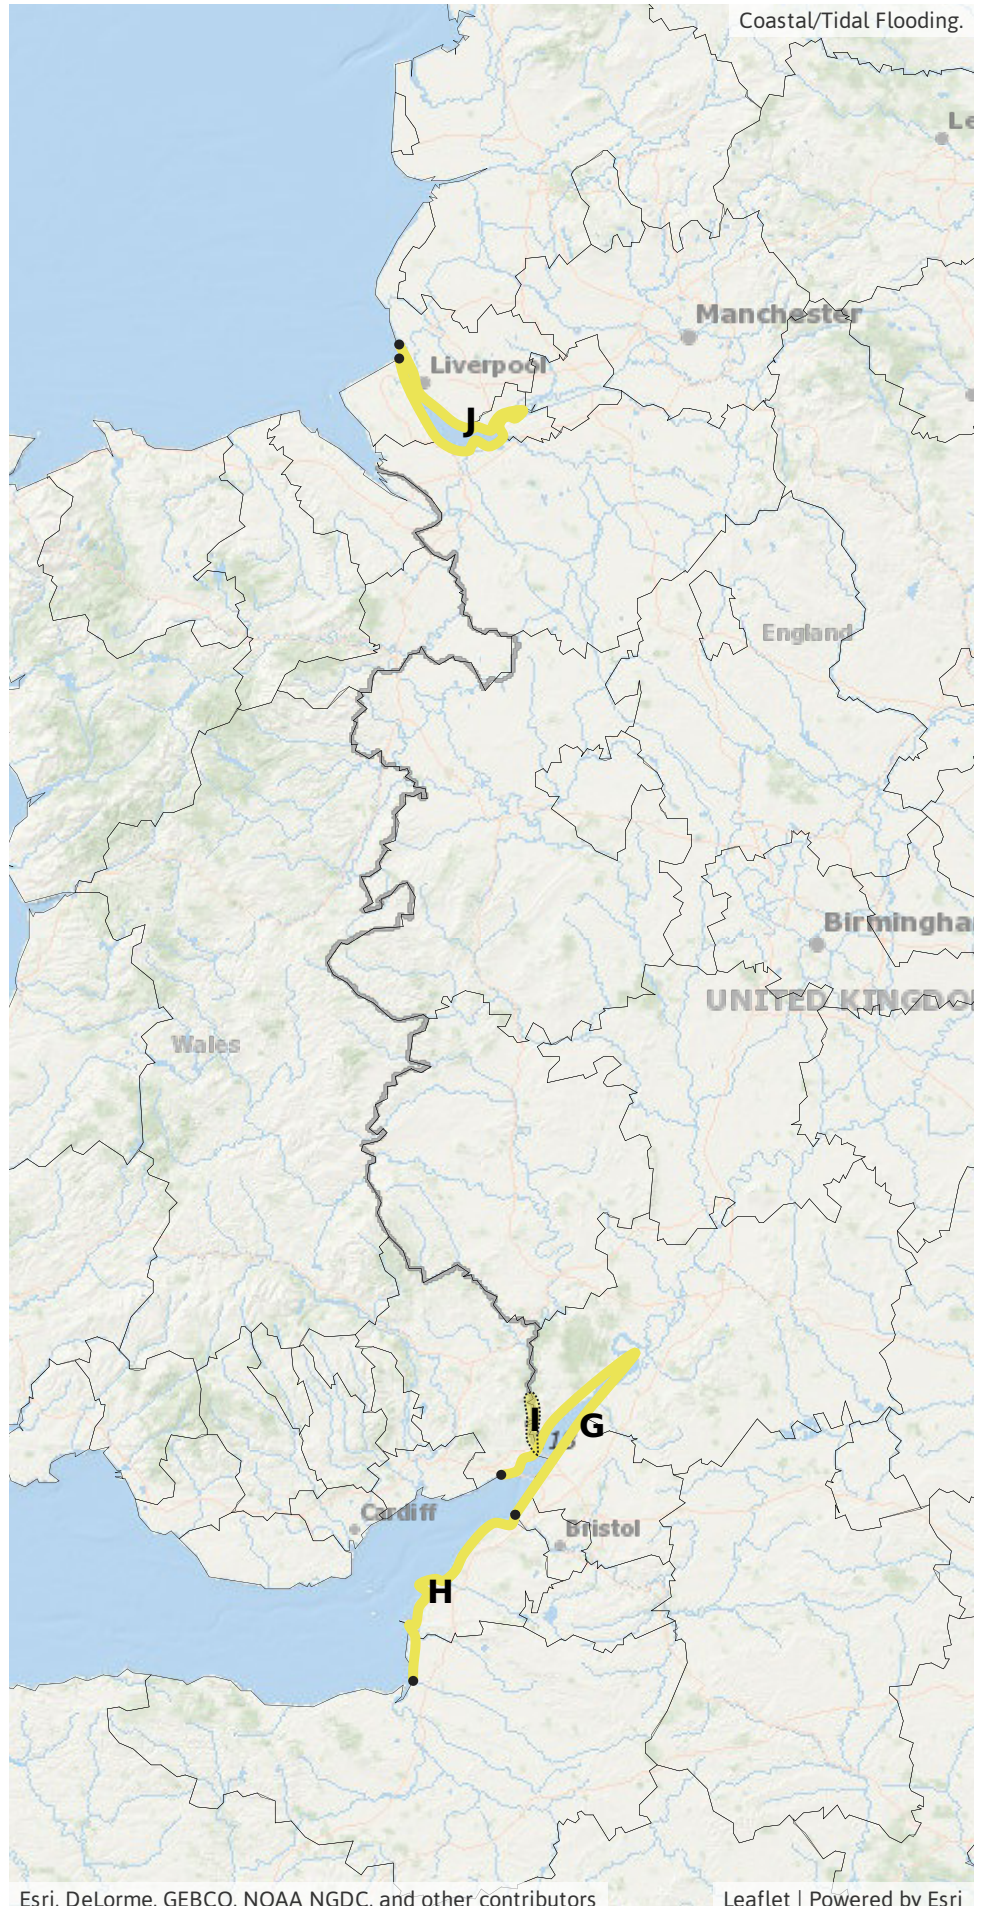 Coastal/Tidal Flooding.
Le
Manchester
Liverpool
J
England
Birmingha
UNITED KINGDO
Wales
I
G
Cardiff
Bristol
H
Esri, DeLorme, GEBCO, NOAA NGDC, and other contributors
Leaflet | Powered by Esri